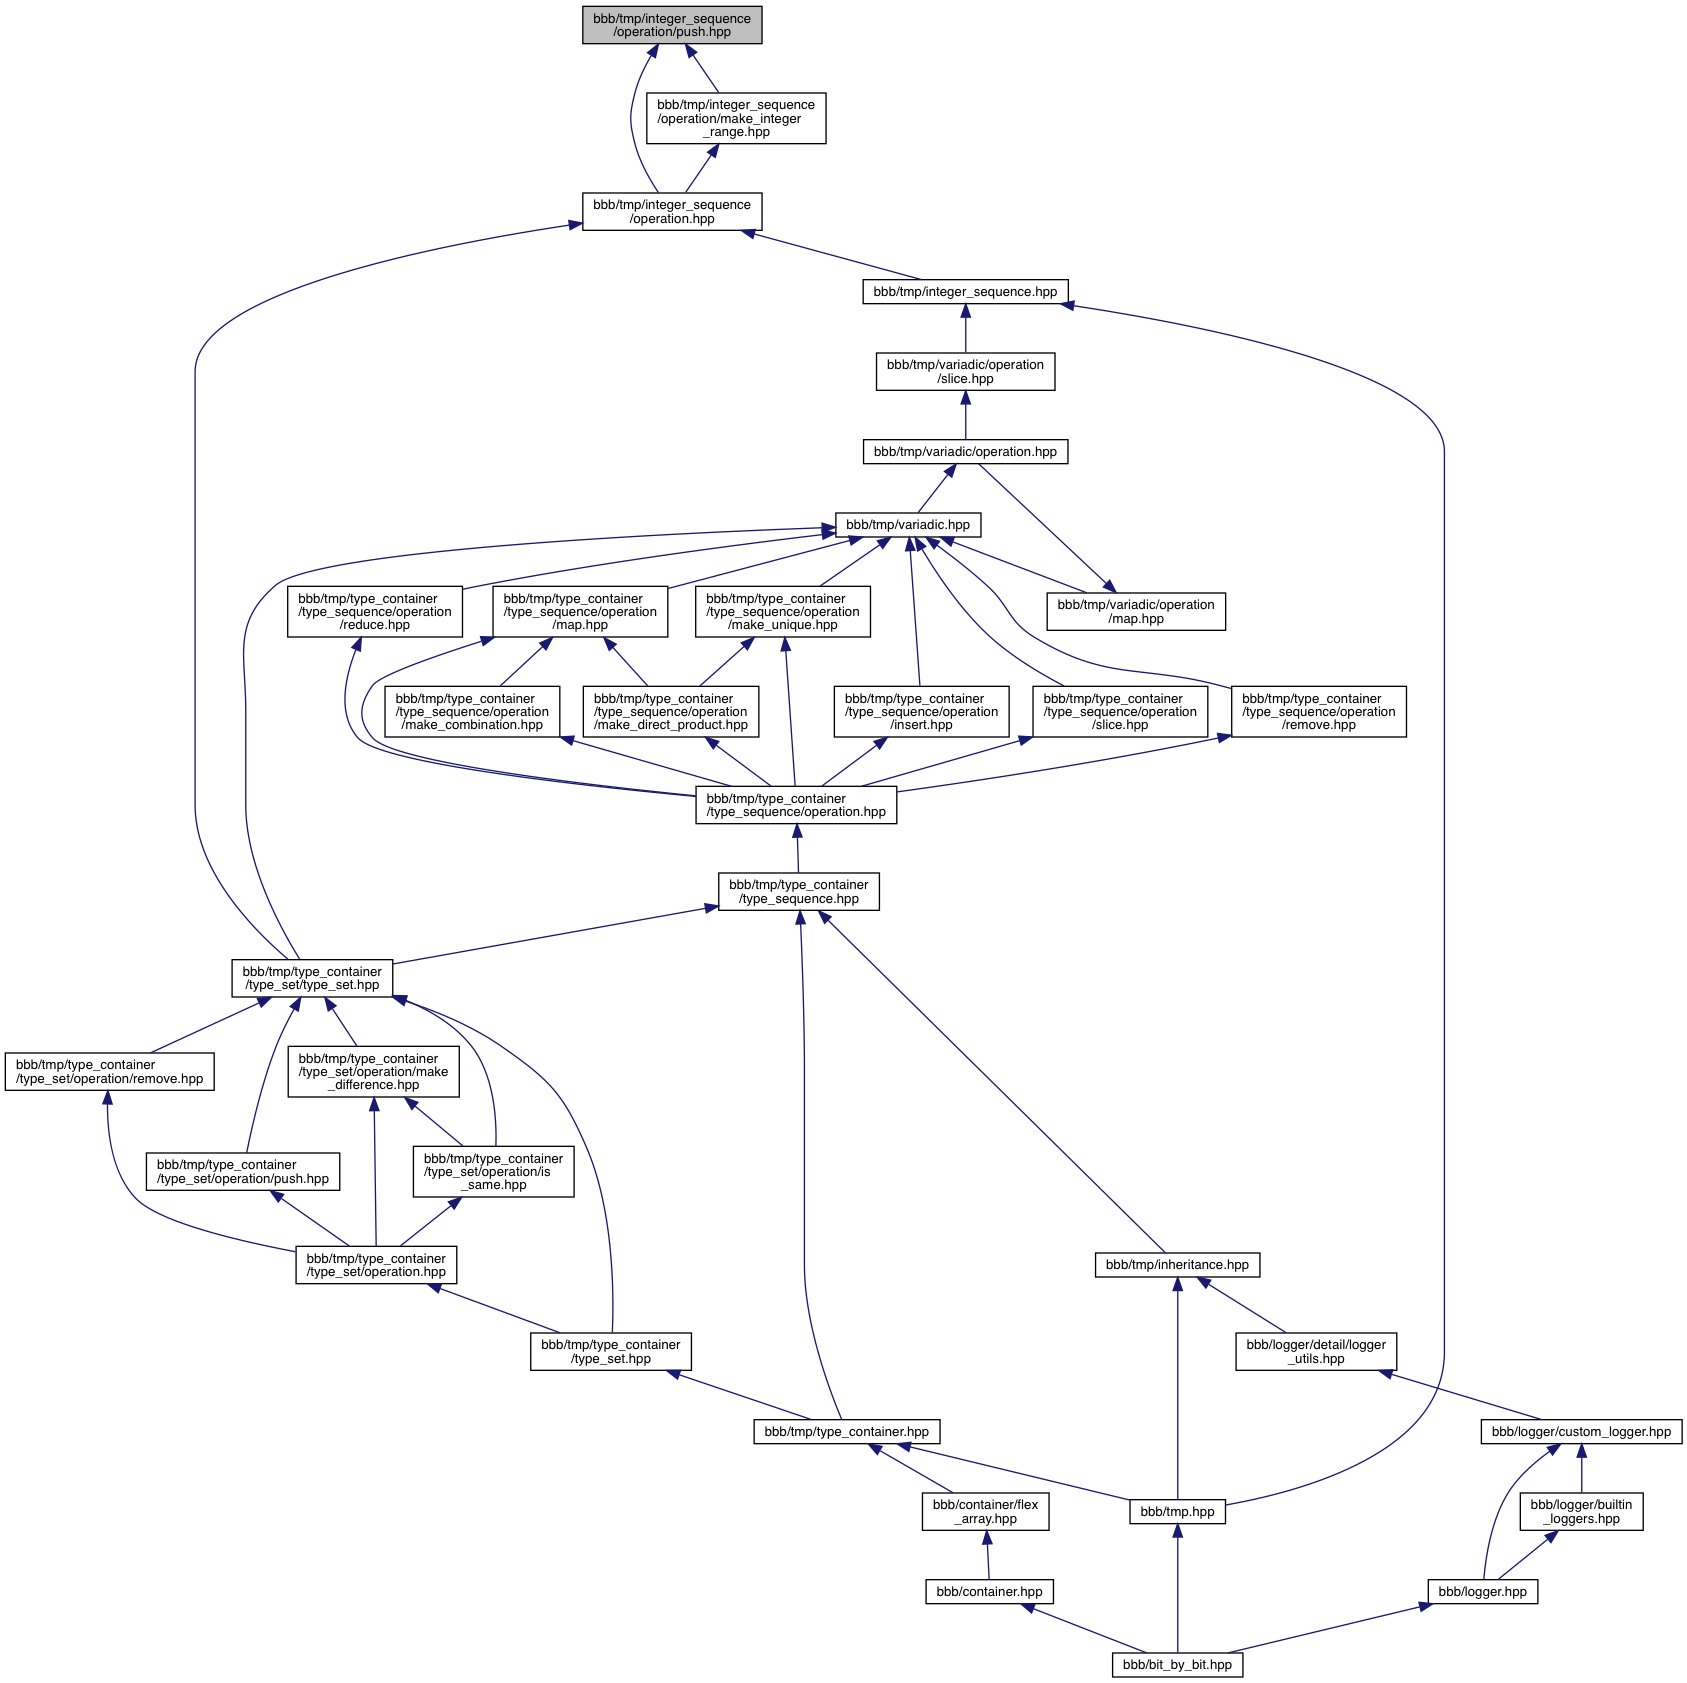 bbb/tmp/integer_sequence
/operation/push.hpp
bbb/tmp/integer_sequence
/operation/make_integer
_range.hpp
bbb/tmp/integer_sequence
/operation.hpp
bbb/tmp/integer_sequence.hpp
bbb/tmp/variadic/operation
/slice.hpp
bbb/tmp/variadic/operation.hpp
bbb/tmp/variadic.hpp
bbb/tmp/type_container
/type_sequence/operation
/reduce.hpp
bbb/tmp/type_container
/type_sequence/operation
/map.hpp
bbb/tmp/type_container
/type_sequence/operation
/make_unique.hpp
bbb/tmp/variadic/operation
/map.hpp
bbb/tmp/type_container
/type_sequence/operation
/make_combination.hpp
bbb/tmp/type_container
/type_sequence/operation
/make_direct_product.hpp
bbb/tmp/type_container
/type_sequence/operation
/insert.hpp
bbb/tmp/type_container
/type_sequence/operation
/slice.hpp
bbb/tmp/type_container
/type_sequence/operation
/remove.hpp
bbb/tmp/type_container
/type_sequence/operation.hpp
bbb/tmp/type_container
/type_sequence.hpp
bbb/tmp/type_container
/type_set/type_set.hpp
bbb/tmp/type_container
/type_set/operation/remove.hpp
bbb/tmp/type_container
/type_set/operation/make
_difference.hpp
bbb/tmp/type_container
/type_set/operation/push.hpp
bbb/tmp/type_container
/type_set/operation/is
_same.hpp
bbb/tmp/type_container
/type_set/operation.hpp
bbb/tmp/inheritance.hpp
bbb/tmp/type_container
/type_set.hpp
bbb/logger/detail/logger
_utils.hpp
bbb/tmp/type_container.hpp
bbb/logger/custom_logger.hpp
bbb/container/flex
_array.hpp
bbb/tmp.hpp
bbb/logger/builtin
_loggers.hpp
bbb/container.hpp
bbb/logger.hpp
bbb/bit_by_bit.hpp